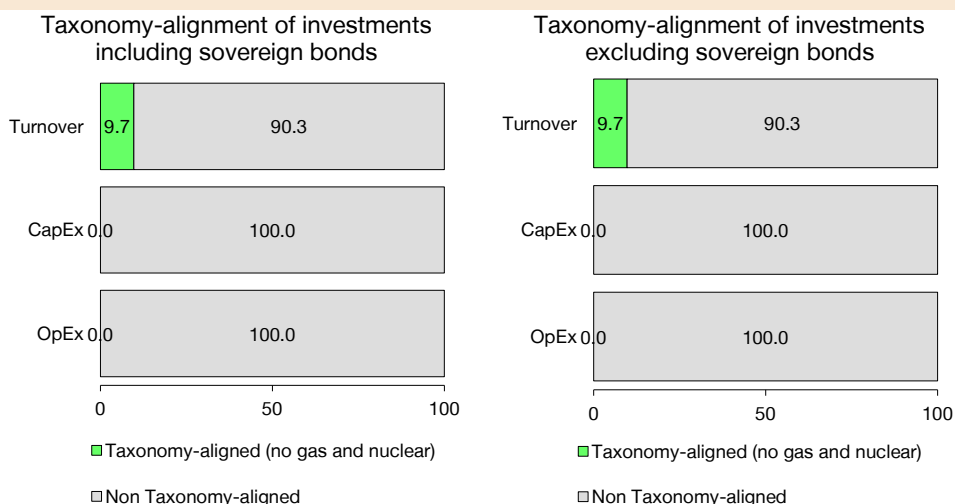 Taxonomy-alignment of investments
including sovereign bonds
Turnover 9.7 90.3
CapEx 0.0 100.0
OpEx 0.0 100.0
0 50 100
Taxonomy-aligned (no gas and nuclear)
Non Taxonomy-aligned
Taxonomy-alignment of investments
excluding sovereign bonds
Turnover 9.7 90.3
CapEx 0.0 100.0
OpEx 0.0 100.0
0 50 100
Taxonomy-aligned (no gas and nuclear)
Non Taxonomy-aligned